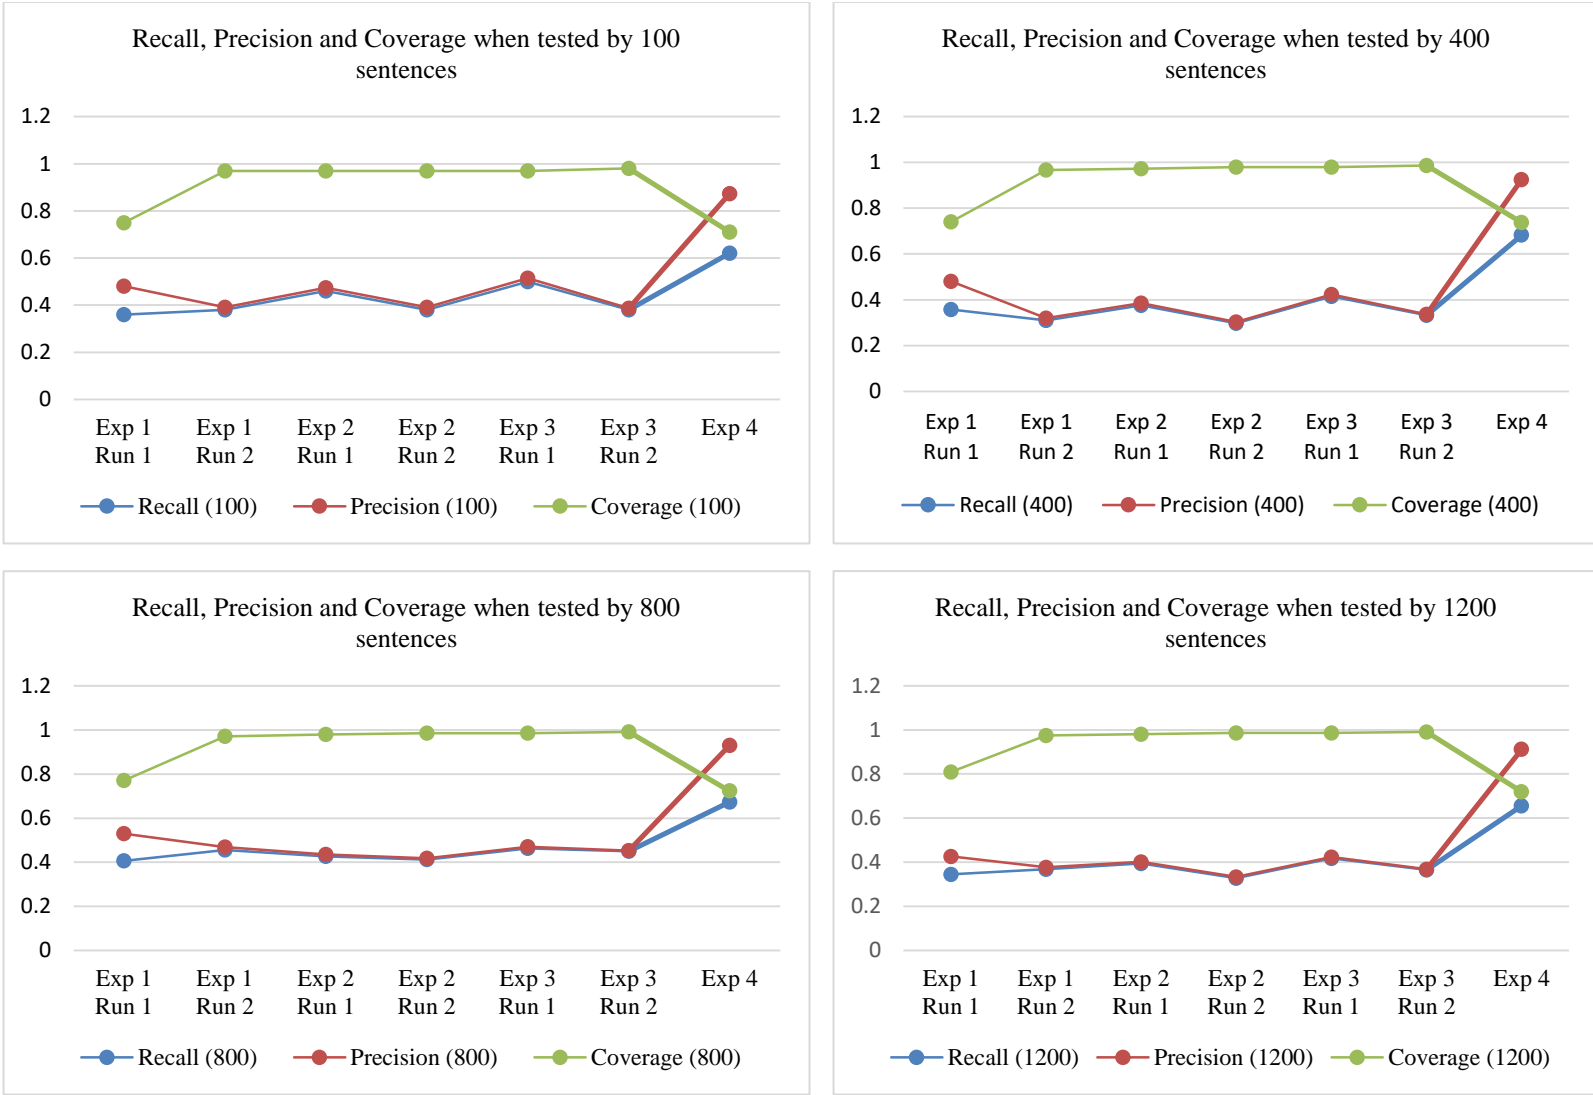 Recall, Precision and Coverage when tested by 100
sentences
1.2
1
0.8
0.6
0.4
0.2
0
Exp 1 Exp 1 Exp 2 Exp 2 Exp 3 Exp 3 Exp 4
Run 1 Run 2 Run 1 Run 2 Run 1 Run 2
Recall (100) Precision (100) Coverage (100)
Recall, Precision and Coverage when tested by 400
sentences
1.2
1
0.8
0.6
0.4
0.2
0
Exp 1 Exp 1 Exp 2 Exp 2 Exp 3 Exp 3 Exp 4
Run 1 Run 2 Run 1 Run 2 Run 1 Run 2
Recall (400) Precision (400) Coverage (400)
Recall, Precision and Coverage when tested by 800
sentences
1.2
1
0.8
0.6
0.4
0.2
0
Exp 1 Exp 1 Exp 2 Exp 2 Exp 3 Exp 3 Exp 4
Run 1 Run 2 Run 1 Run 2 Run 1 Run 2
Recall (800) Precision (800) Coverage (800)
Recall, Precision and Coverage when tested by 1200
sentences
1.2
1
0.8
0.6
0.4
0.2
0
Exp 1 Exp 1 Exp 2 Exp 2 Exp 3 Exp 3 Exp 4
Run 1 Run 2 Run 1 Run 2 Run 1 Run 2
Recall (1200) Precision (1200) Coverage (1200)